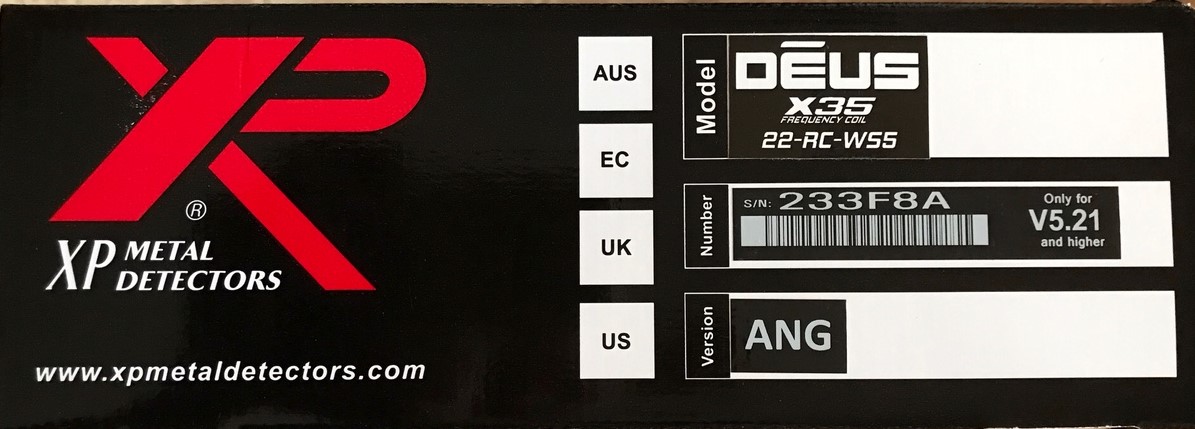 XP
®
XP METAL
DETECTORS
www.xpmetaldetectors.com
AUS
EC
UK
US
Model
DĒUS
X35
FREQUENCY COIL
22-RC-WS5
Number
S/N: 233F8A
Only for
V5.21
and higher
Version
ANG